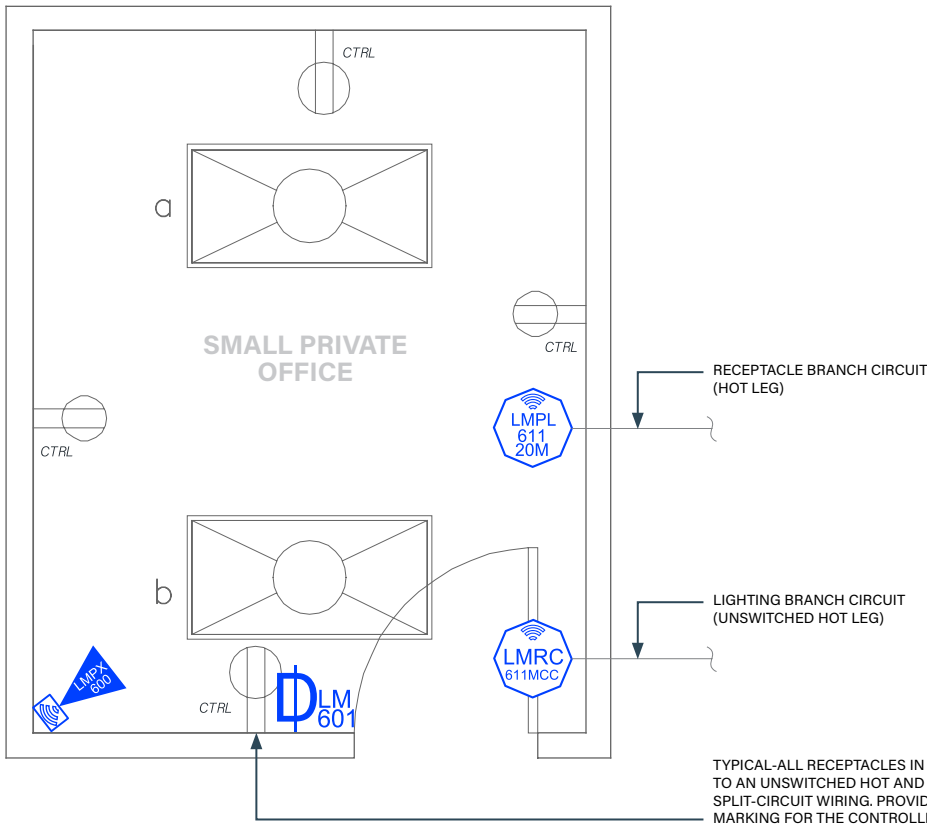 CTRL
a
SMALL PRIVATE
OFFICE
CTRL
RECEPTACLE BRANCH CIRCUIT
(HOT LEG)
LMPL
611
20M
CTRL
b
LIGHTING BRANCH CIRCUIT
(UNSWITCHED HOT LEG)
LMRC
611MCC
LMPX
600
CTRL
D
LM
601
TYPICAL-ALL RECEPTACLES IN
TO AN UNSWITCHED HOT AND
SPLIT-CIRCUIT WIRING. PROVID
MARKING FOR THE CONTROLL